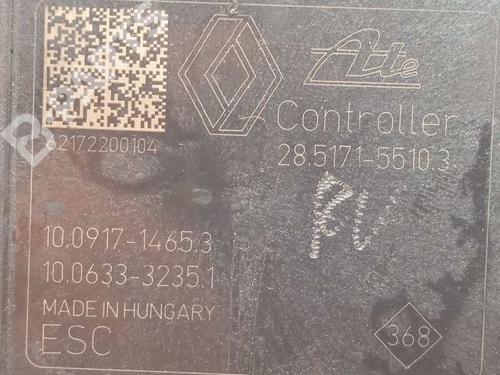 Ate
Controller
62172200104
28.5171-5510.3
10.0917-1465.3
10.0633-3235.1
MADE IN HUNGARY
ESC
368